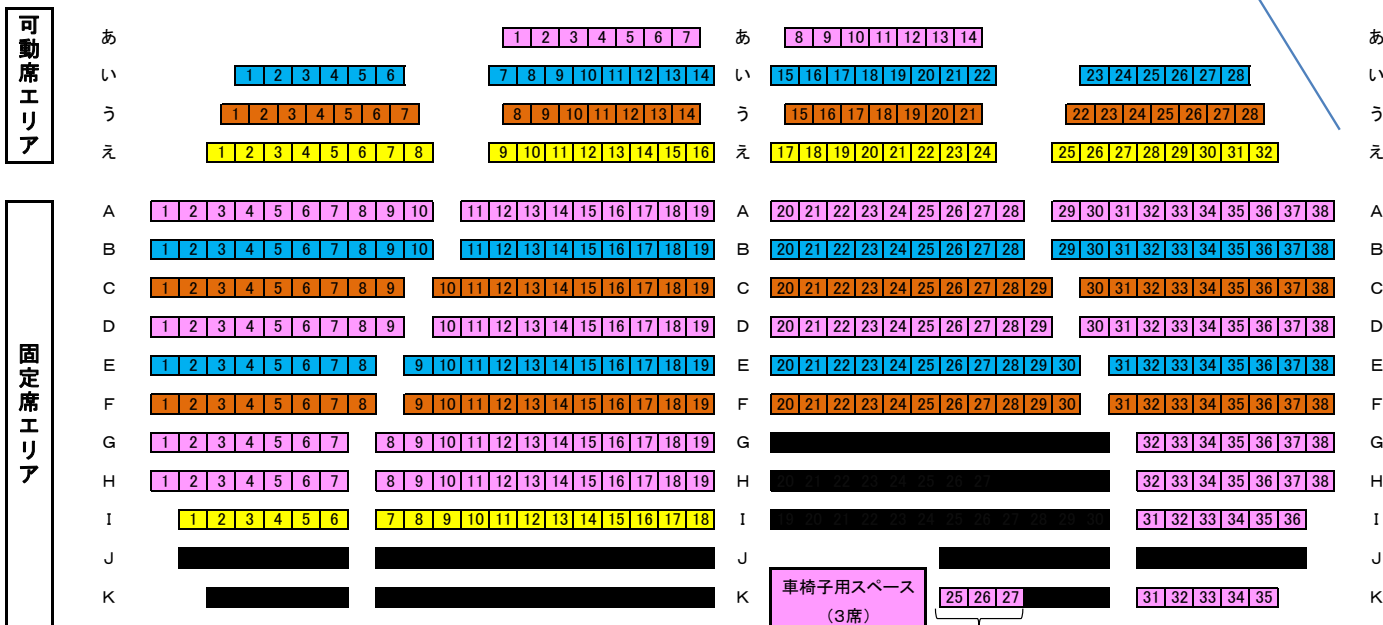 可動席エリア
あ 1 2 3 4 5 6 7 あ 8 9 10 11 12 13 14 あ
い 1 2 3 4 5 6 7 8 9 10 11 12 13 14 い 15 16 17 18 19 20 21 22 23 24 25 26 27 28 い
う 1 2 3 4 5 6 7 8 9 10 11 12 13 14 う 15 16 17 18 19 20 21 22 23 24 25 26 27 28 う
え 1 2 3 4 5 6 7 8 9 10 11 12 13 14 15 16 え 17 18 19 20 21 22 23 24 25 26 27 28 29 30 31 32 え
固定席エリア
A 1 2 3 4 5 6 7 8 9 10 11 12 13 14 15 16 17 18 19 A 20 21 22 23 24 25 26 27 28 29 30 31 32 33 34 35 36 37 38 A
B 1 2 3 4 5 6 7 8 9 10 11 12 13 14 15 16 17 18 19 B 20 21 22 23 24 25 26 27 28 29 30 31 32 33 34 35 36 37 38 B
C 1 2 3 4 5 6 7 8 9 10 11 12 13 14 15 16 17 18 19 C 20 21 22 23 24 25 26 27 28 29 30 31 32 33 34 35 36 37 38 C
D 1 2 3 4 5 6 7 8 9 10 11 12 13 14 15 16 17 18 19 D 20 21 22 23 24 25 26 27 28 29 30 31 32 33 34 35 36 37 38 D
E 1 2 3 4 5 6 7 8 9 10 11 12 13 14 15 16 17 18 19 E 20 21 22 23 24 25 26 27 28 29 30 31 32 33 34 35 36 37 38 E
F 1 2 3 4 5 6 7 8 9 10 11 12 13 14 15 16 17 18 19 F 20 21 22 23 24 25 26 27 28 29 30 31 32 33 34 35 36 37 38 F
G 1 2 3 4 5 6 7 8 9 10 11 12 13 14 15 16 17 18 19 G 32 33 34 35 36 37 38 G
H 1 2 3 4 5 6 7 8 9 10 11 12 13 14 15 16 17 18 19 H 20 21 22 23 24 25 26 27 32 33 34 35 36 37 38 H
I 1 2 3 4 5 6 7 8 9 10 11 12 13 14 15 16 17 18 I 19 20 21 22 23 24 25 26 27 28 29 30 31 32 33 34 35 36 I
J J J
K K 25 26 27 31 32 33 34 35 K
車椅子用スペース
（3席）